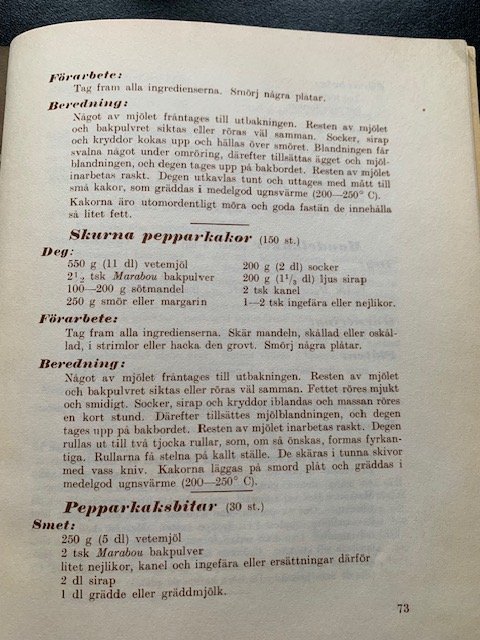 Förarbete:
Tag fram alla ingredienserna. Smörj några plåtar.
Beredning:
Något av mjölet fråntages till utbakningen. Resten av mjölet
och bakpulvret siktas eller röras väl samman. Socker, sirap
och kryddor kokas upp och hällas över smöret. Blandningen får
svalna något under omröring, därefter tillsättas ägget och mjöl-
blandningen, och degen tages upp på bakbordet. Resten av mjölet
inarbetas raskt. Degen utkavlas tunt och uttages med mått till
små kakor, som gräddas i medelgod ugnsvärme (200—250° C).
Kakorna äro utomordentligt möra och goda fastän de innehålla
så litet fett.
Skurna pepparkakor (150 st.)
Deg:
550 g (11 dl) vetemjöl
2 1/2 tsk Marabou bakpulver
100—200 g sötmandel
250 g smör eller margarin
200 g (2 dl) socker
200 g (1 1/3 dl) ljus sirap
2 tsk kanel
1—2 tsk ingefära el. nejlikor.
Förarbete:
Tag fram alla ingredienserna. Skär mandeln, skållad eller oskål-
lad, i strimlor eller hacka den grovt. Smörj några plåtar.
Beredning:
Något av mjölet fråntages till utbakningen. Resten av mjölet
och bakpulvret siktas eller röras väl samman. Fettet röres mjukt
och smidigt. Socker, sirap och kryddor iblandas och massan röres
en kort stund. Därefter tillsättes mjölblandningen, och degen
tages upp på bakbordet. Resten av mjölet inarbetas raskt. Degen
rullas ut till två tjocka rullar, som, om så önskas, formas fyrkan-
tiga. Rullarna få stelna på kallt ställe. De skäras i tunna skivor
med vass kniv. Kakorna läggas på smord plåt och gräddas i
medelgod ugnsvärme (200—250° C).
Pepparkaksbitar (30 st.)
Smet:
250 g (5 dl) vetemjöl
2 tsk Marabou bakpulver
litet nejlikor, kanel och ingefära eller ersättningar därför
2 dl sirap
1 dl grädde eller gräddmjölk.
73